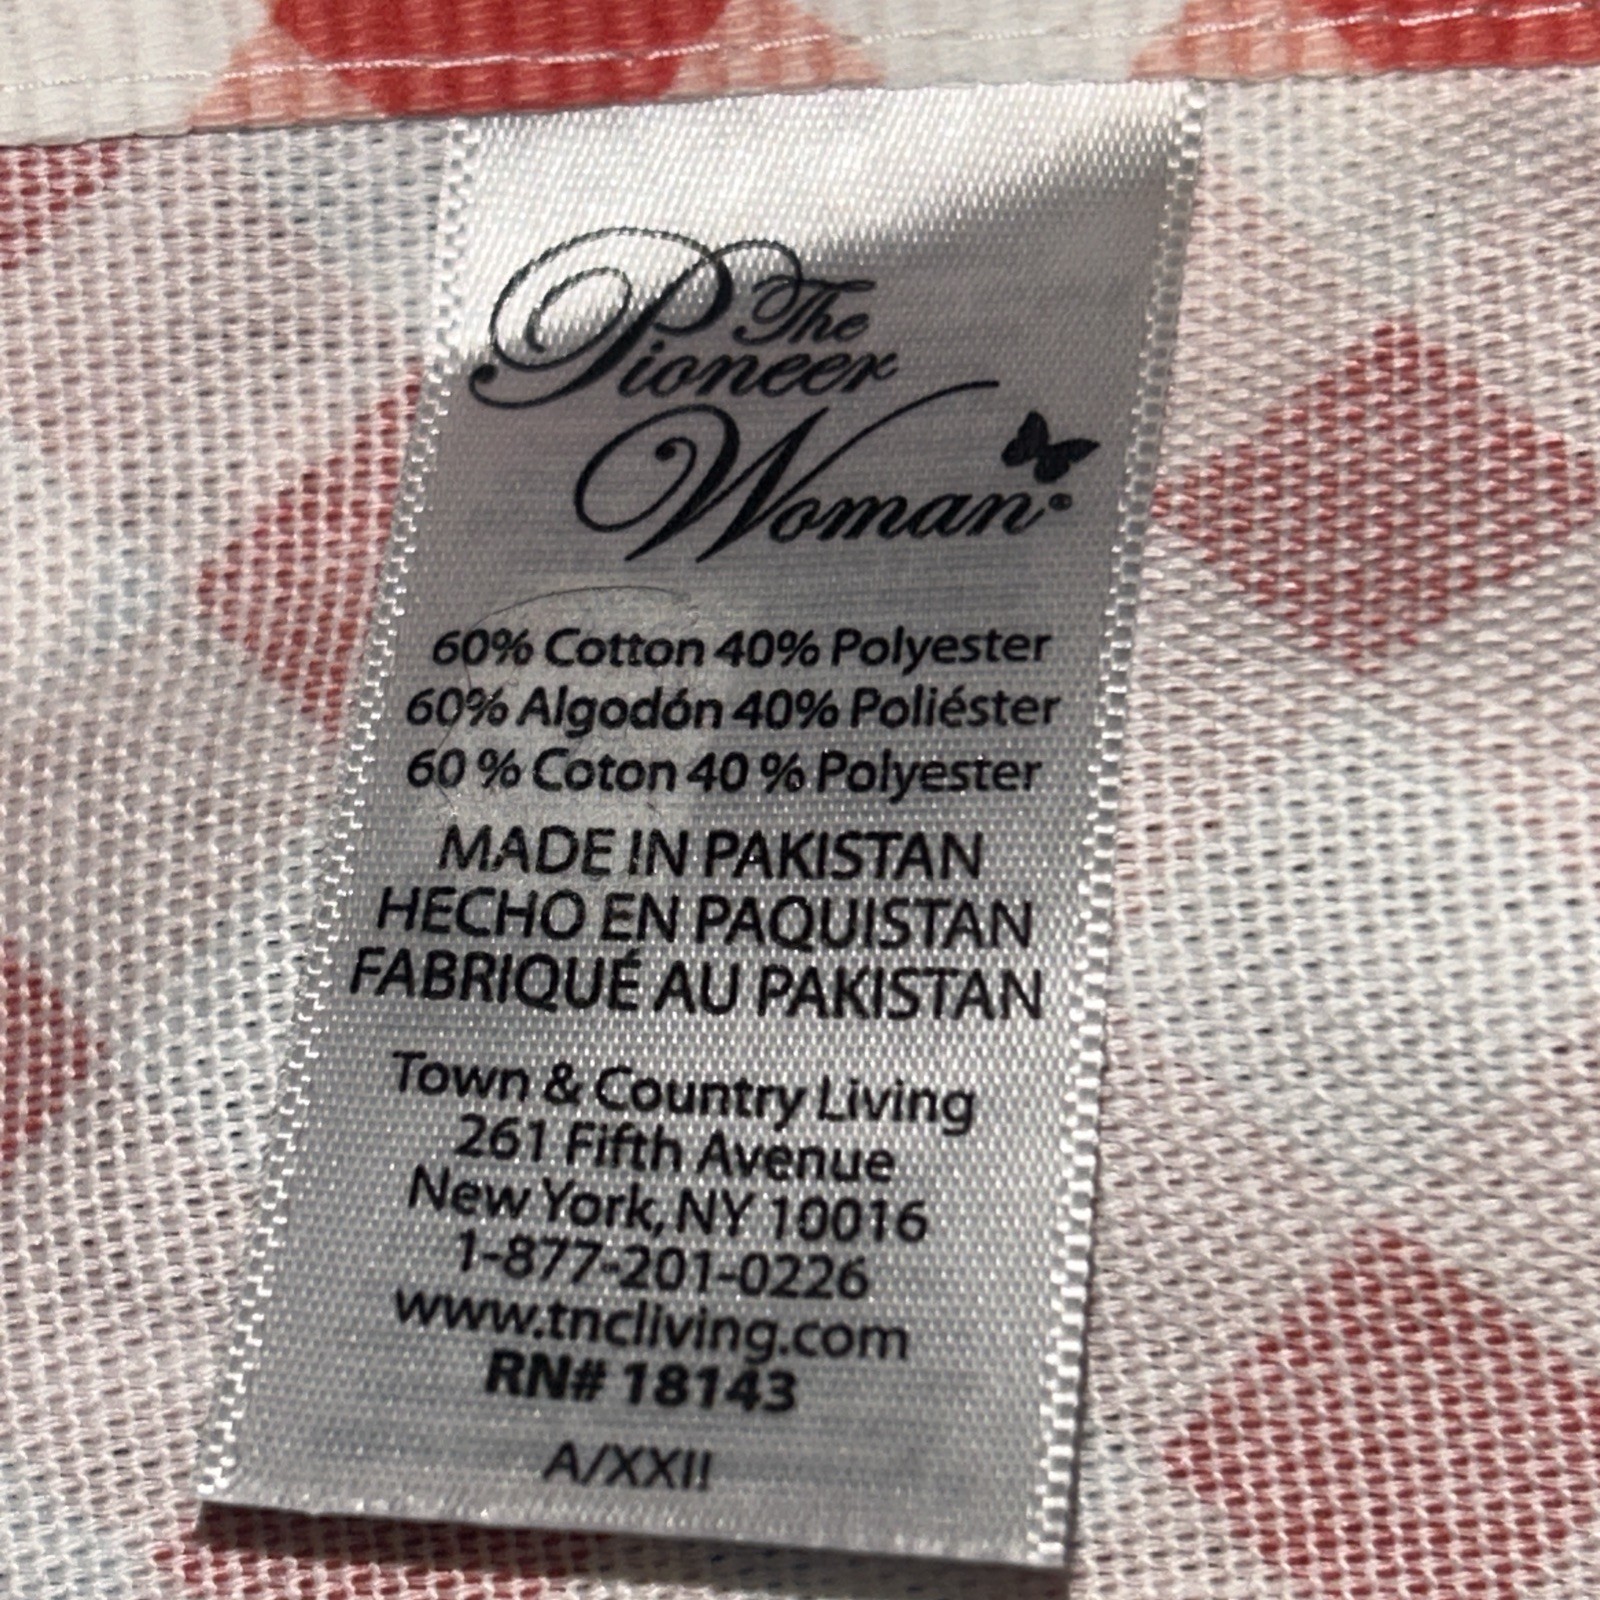 The
Pioneer
Woman®
60% Cotton 40% Polyester
60% Algodón 40% Poliéster
60 % Coton 40 % Polyester
MADE IN PAKISTAN
HECHO EN PAQUISTAN
FABRIQUÉ AU PAKISTAN
Town & Country Living
261 Fifth Avenue
New York, NY 10016
1-877-201-0226
www.tncliving.com
RN# 18143
A/XXII